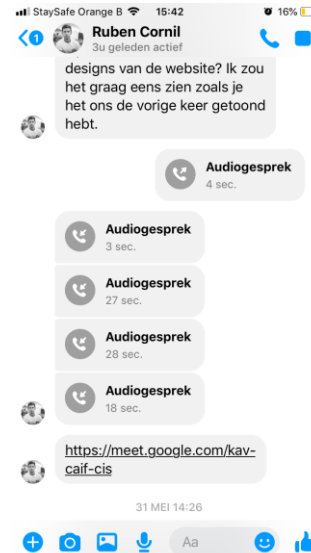 StaySafe Orange B 15:42 16%
1 Ruben Cornil
3u geleden actief
designs van de website? Ik zou
het graag eens zien zoals je
het ons de vorige keer getoond
hebt.
Audiogesprek
4 sec.
Audiogesprek
3 sec.
Audiogesprek
27 sec.
Audiogesprek
28 sec.
Audiogesprek
18 sec.
https://meet.google.com/kav-
caif-cis
31 MEI 14:26
Aa